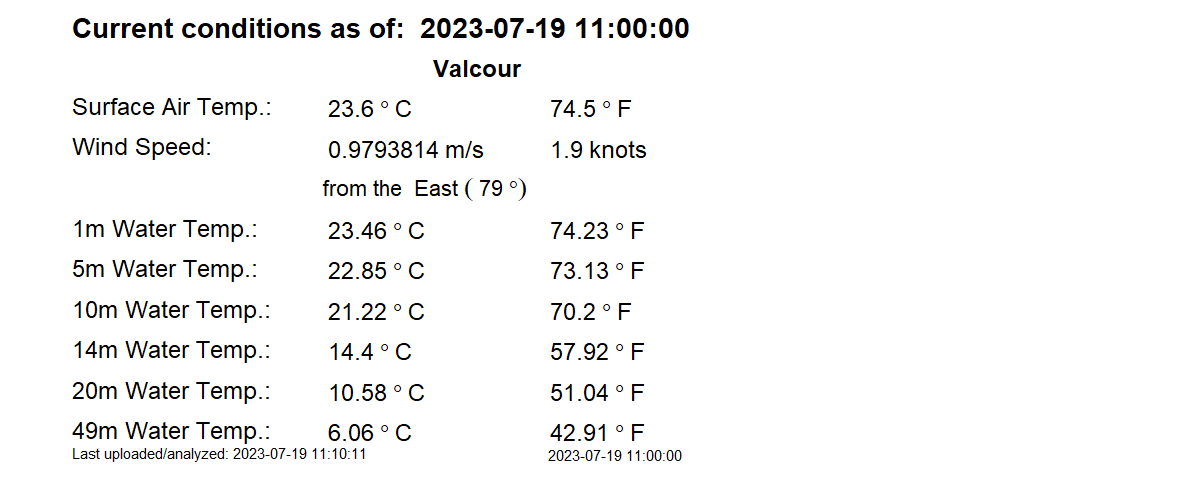 Current conditions as of: 2023-07-19 11:00:00
Valcour
Surface Air Temp.: 23.6 ° C 74.5 ° F
Wind Speed: 0.9793814 m/s 1.9 knots
from the East ( 79 °)
1m Water Temp.: 23.46 ° C 74.23 ° F
5m Water Temp.: 22.85 ° C 73.13 ° F
10m Water Temp.: 21.22 ° C 70.2 ° F
14m Water Temp.: 14.4 ° C 57.92 ° F
20m Water Temp.: 10.58 ° C 51.04 ° F
49m Water Temp.: 6.06 ° C 42.91 ° F
Last uploaded/analyzed: 2023-07-19 11:10:11 2023-07-19 11:00:00